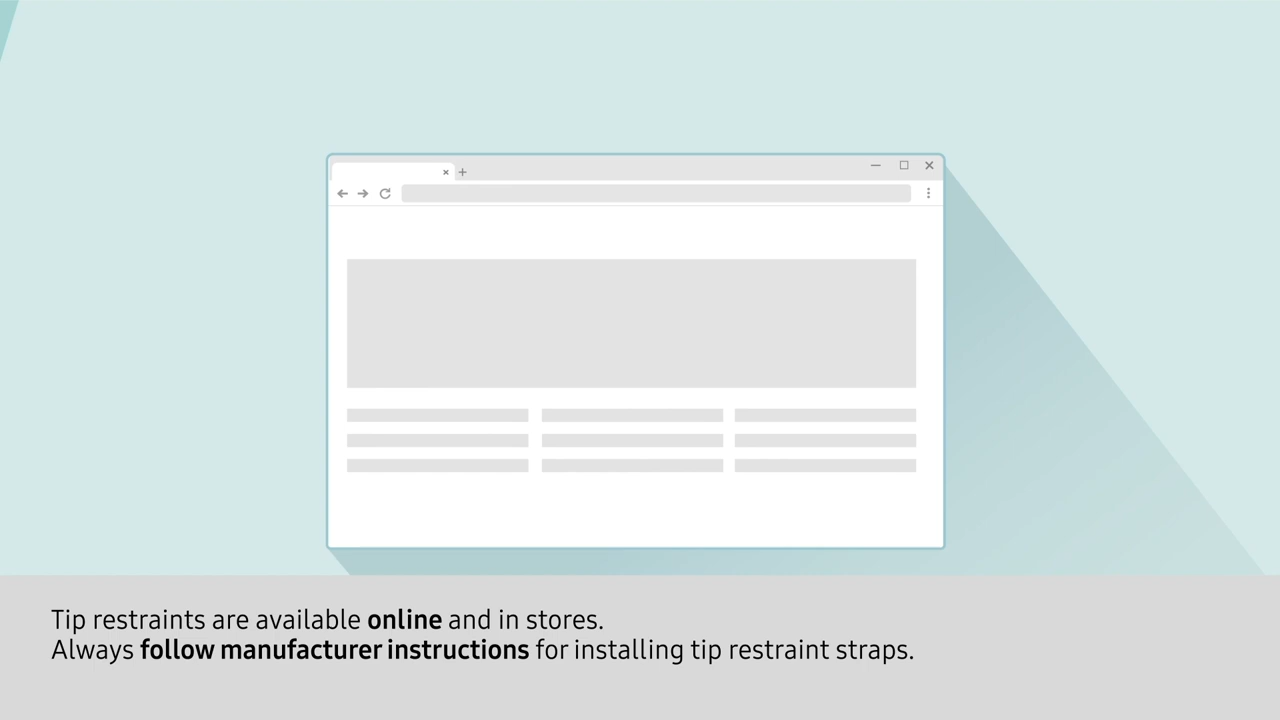 Tip restraints are available online and in stores.
Always follow manufacturer instructions for installing tip restraint straps.